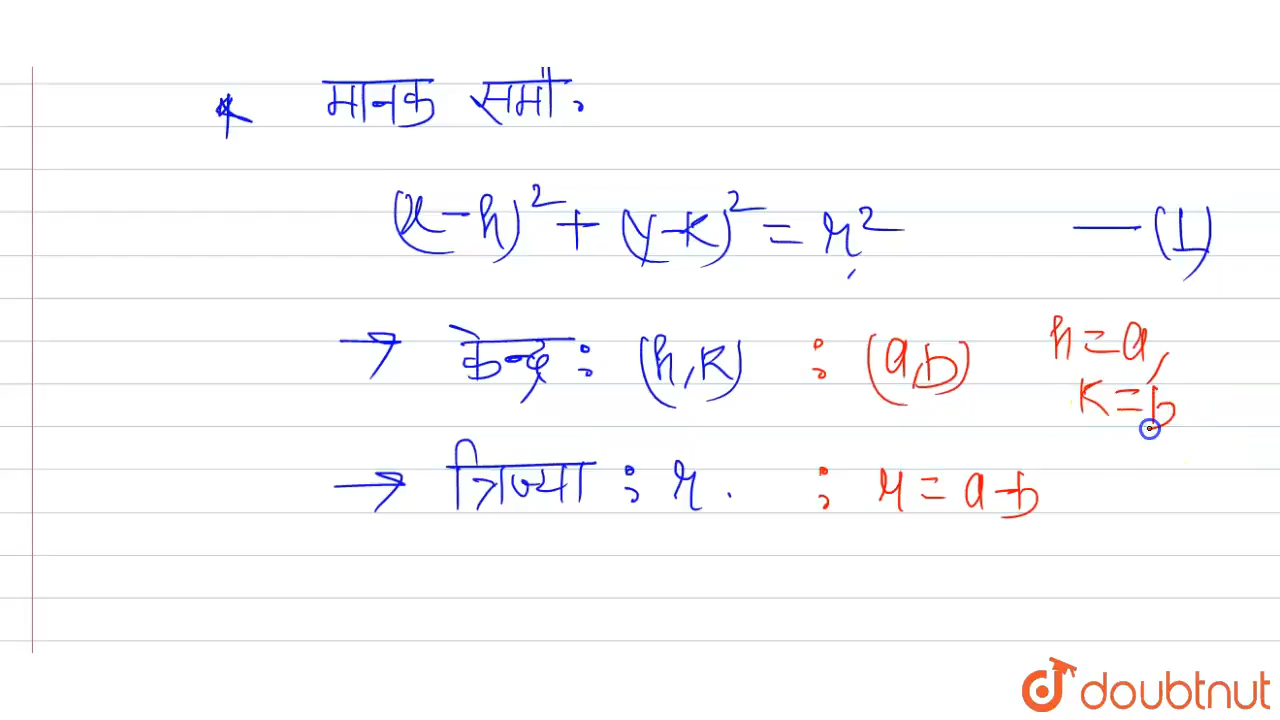 * मानक समी.
(x-h)² + (y-k)² = r² —(1)
→ केन्द्र : (h, k) : (a, b) h = a,
k = b
→ त्रिज्या : r. : r = a-b
doubtnut